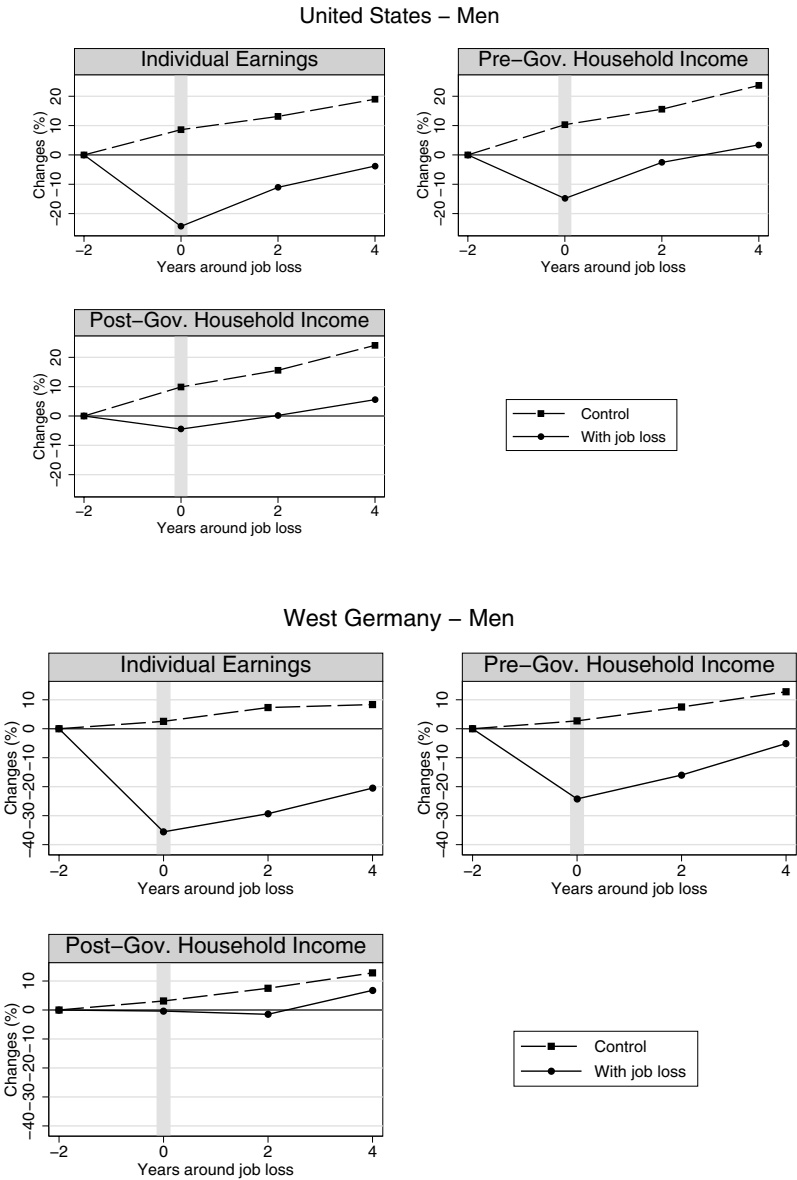 United States – Men
Individual Earnings
Pre–Gov. Household Income
Changes (%)
20
10
0
−10
−20
−2
0
2
4
Years around job loss
Changes (%)
20
10
0
−10
−20
−2
0
2
4
Years around job loss
Post–Gov. Household Income
Changes (%)
20
10
0
−10
−20
−2
0
2
4
Years around job loss
Control
With job loss
West Germany – Men
Individual Earnings
Pre–Gov. Household Income
Changes (%)
10
0
−10
−20
−30
−40
−2
0
2
4
Years around job loss
Changes (%)
10
0
−10
−20
−30
−40
−2
0
2
4
Years around job loss
Post–Gov. Household Income
Changes (%)
10
0
−10
−20
−30
−40
−2
0
2
4
Years around job loss
Control
With job loss